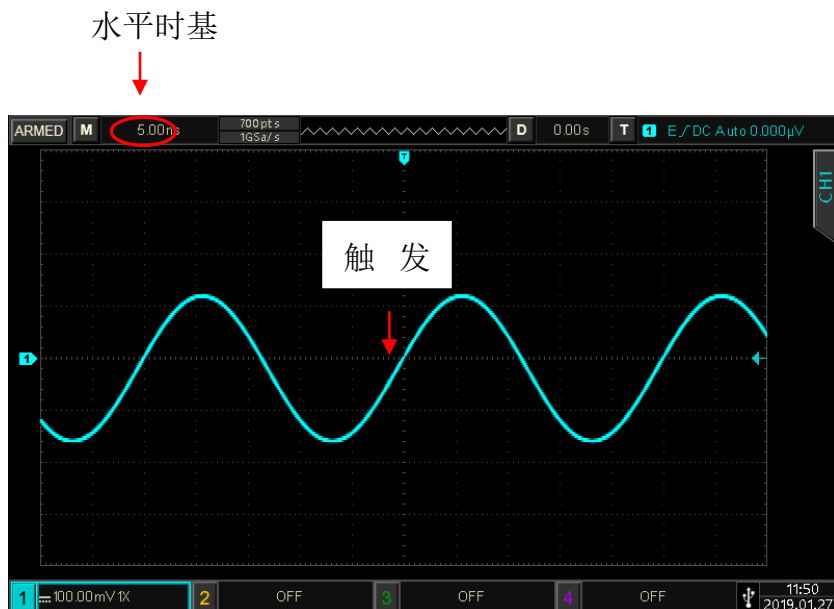 水平时基
ARMED M 5.00ns 700pts 1GSa/s D 0.00s T 1 E DC Auto 0.000μV
T
CH1
触 发
1
1 100.00mV 1X 2 OFF 3 OFF 4 OFF 11:50
2019.01.27